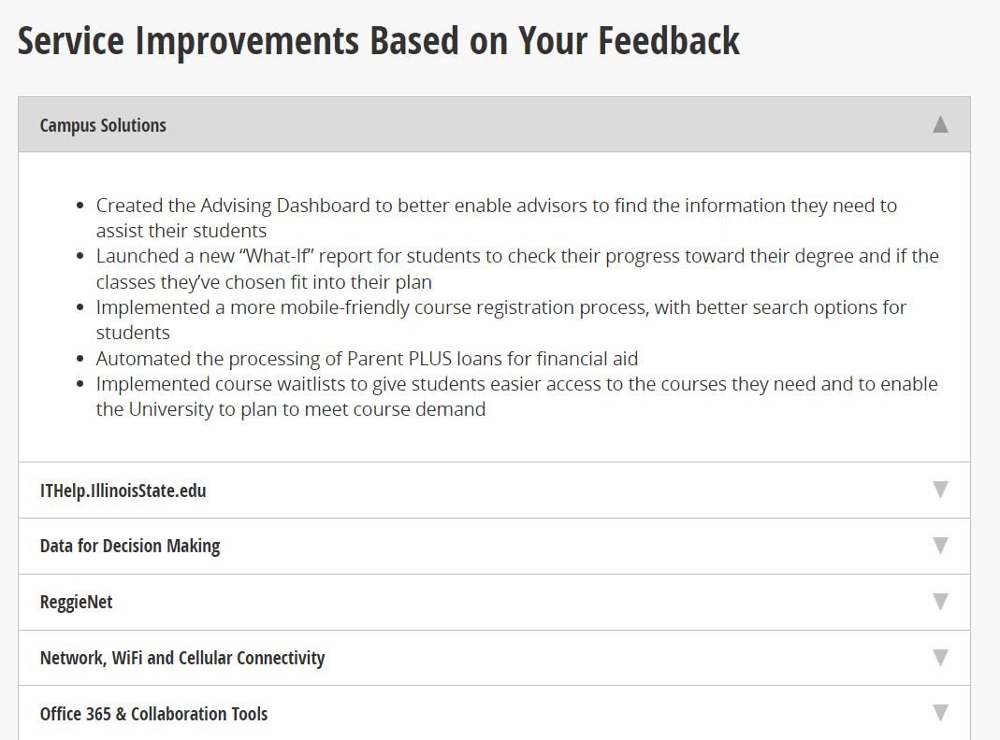 Service Improvements Based on Your Feedback
Campus Solutions
• Created the Advising Dashboard to better enable advisors to find the information they need to
assist their students
• Launched a new “What-If” report for students to check their progress toward their degree and if the
classes they’ve chosen fit into their plan
• Implemented a more mobile-friendly course registration process, with better search options for
students
• Automated the processing of Parent PLUS loans for financial aid
• Implemented course waitlists to give students easier access to the courses they need and to enable
the University to plan to meet course demand
ITHelp.IllinoisState.edu
Data for Decision Making
ReggieNet
Network, WiFi and Cellular Connectivity
Office 365 & Collaboration Tools